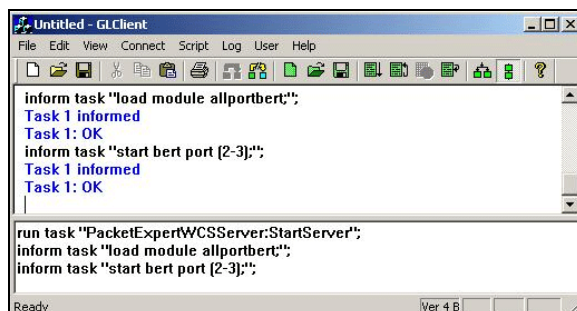 Untitled - GLClient
File Edit View Connect Script Log User Help
inform task "load module allportbert;";
Task 1 informed
Task 1: OK
inform task "start bert port (2-3);";
Task 1 informed
Task 1: OK
run task "PacketExpertWCSServer:StartServer";
inform task "load module allportbert;";
inform task "start bert port (2-3);";
Ready Ver 4 B